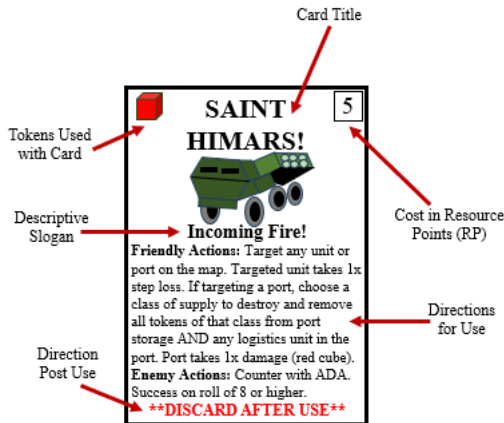 Card Title
SAINT
HIMARS!
5
Tokens Used
with Card
Descriptive
Slogan
Cost in Resource
Points (RP)
Incoming Fire!
Friendly Actions: Target any unit or
port on the map. Targeted unit takes 1x
step loss. If targeting a port, choose a
class of supply to destroy and remove
all tokens of that class from port
storage AND any logistics unit in the
port. Port takes 1x damage (red cube).
Enemy Actions: Counter with ADA.
Success on roll of 8 or higher.
**DISCARD AFTER USE**
Directions
for Use
Direction
Post Use